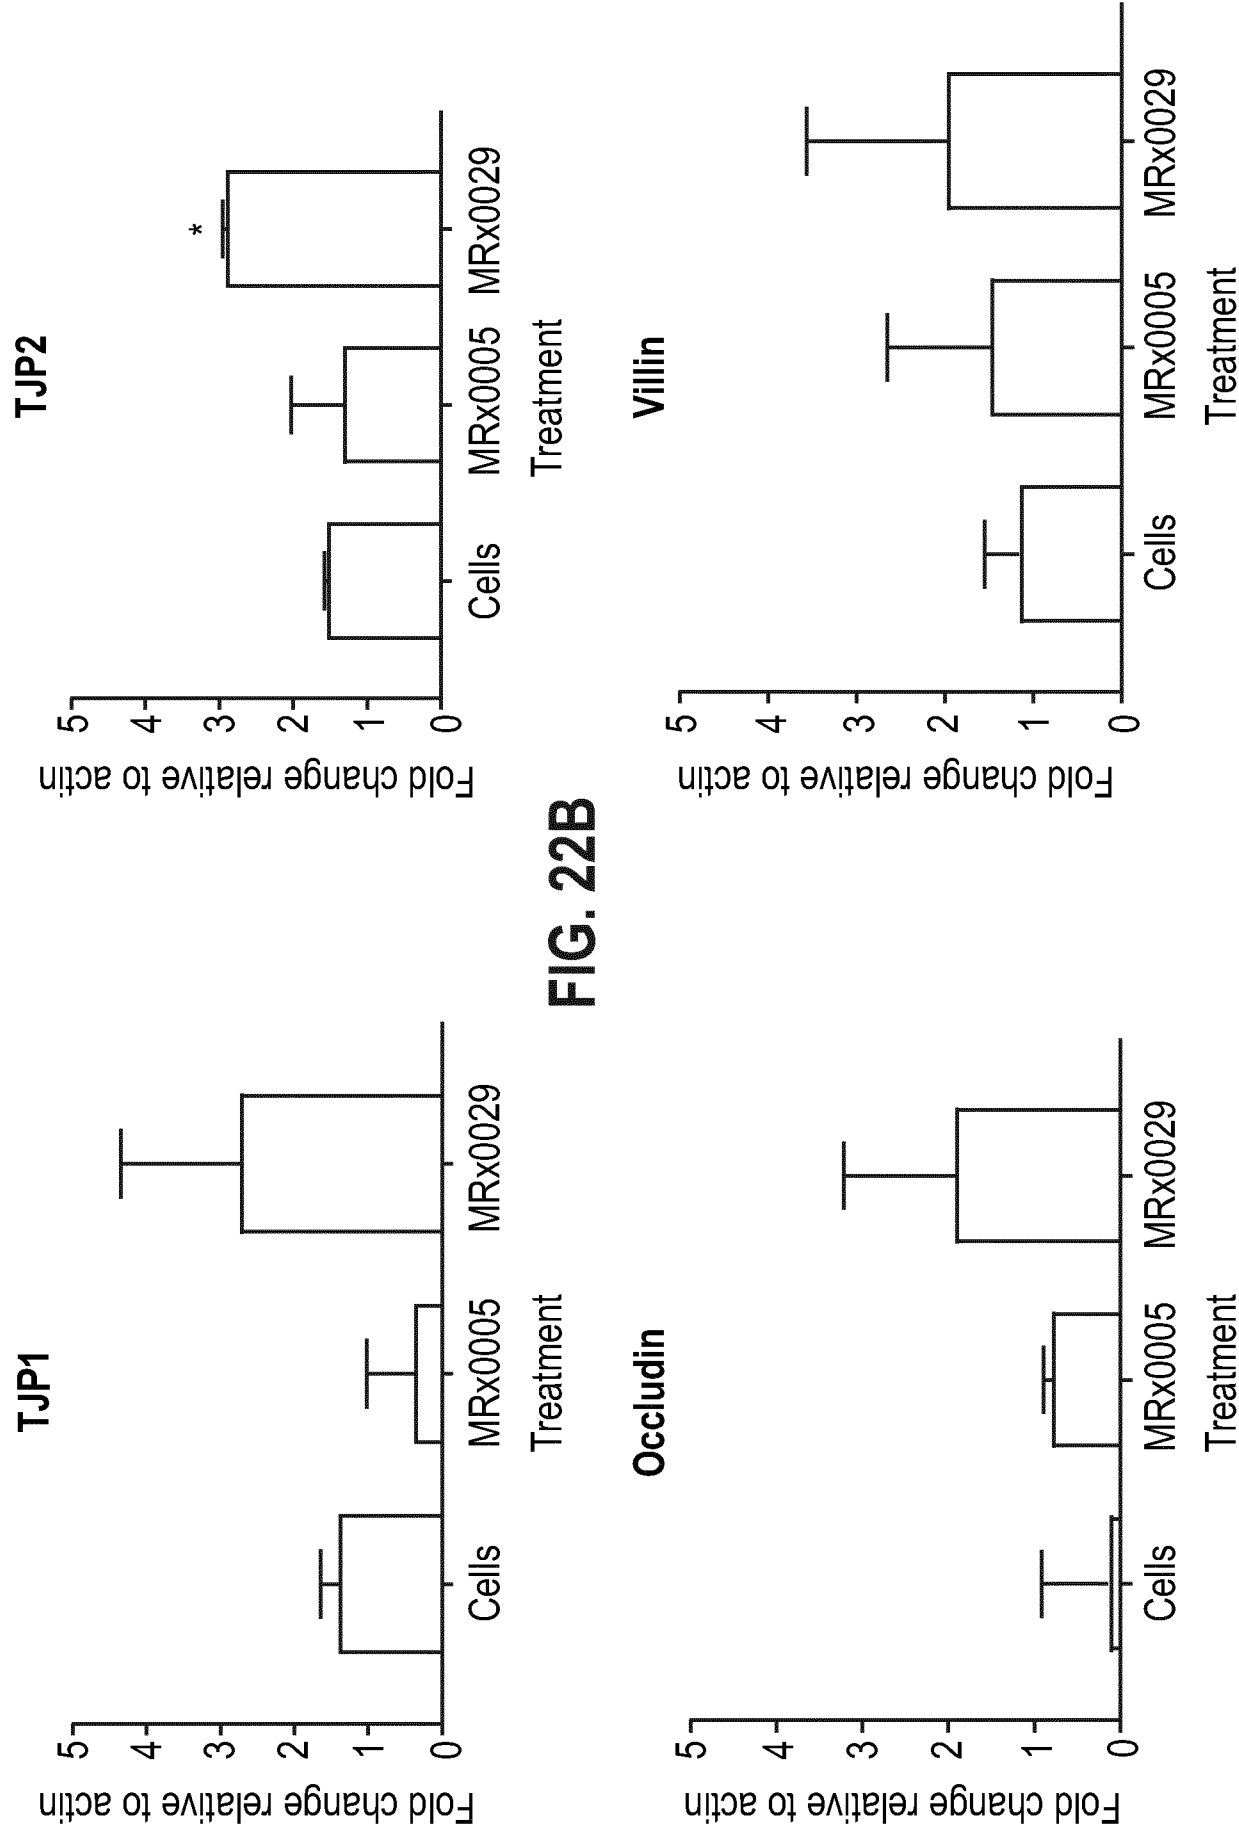 TJP1
Fold change relative to actin
5
4
3
2
1
0
Cells
MRx0005
MRx0029
Treatment
TJP2
Fold change relative to actin
5
4
3
2
1
0
*
Cells
MRx0005
MRx0029
Treatment
FIG. 22B
Occludin
Fold change relative to actin
5
4
3
2
1
0
Cells
MRx0005
MRx0029
Treatment
Villin
Fold change relative to actin
5
4
3
2
1
0
Cells
MRx0005
MRx0029
Treatment